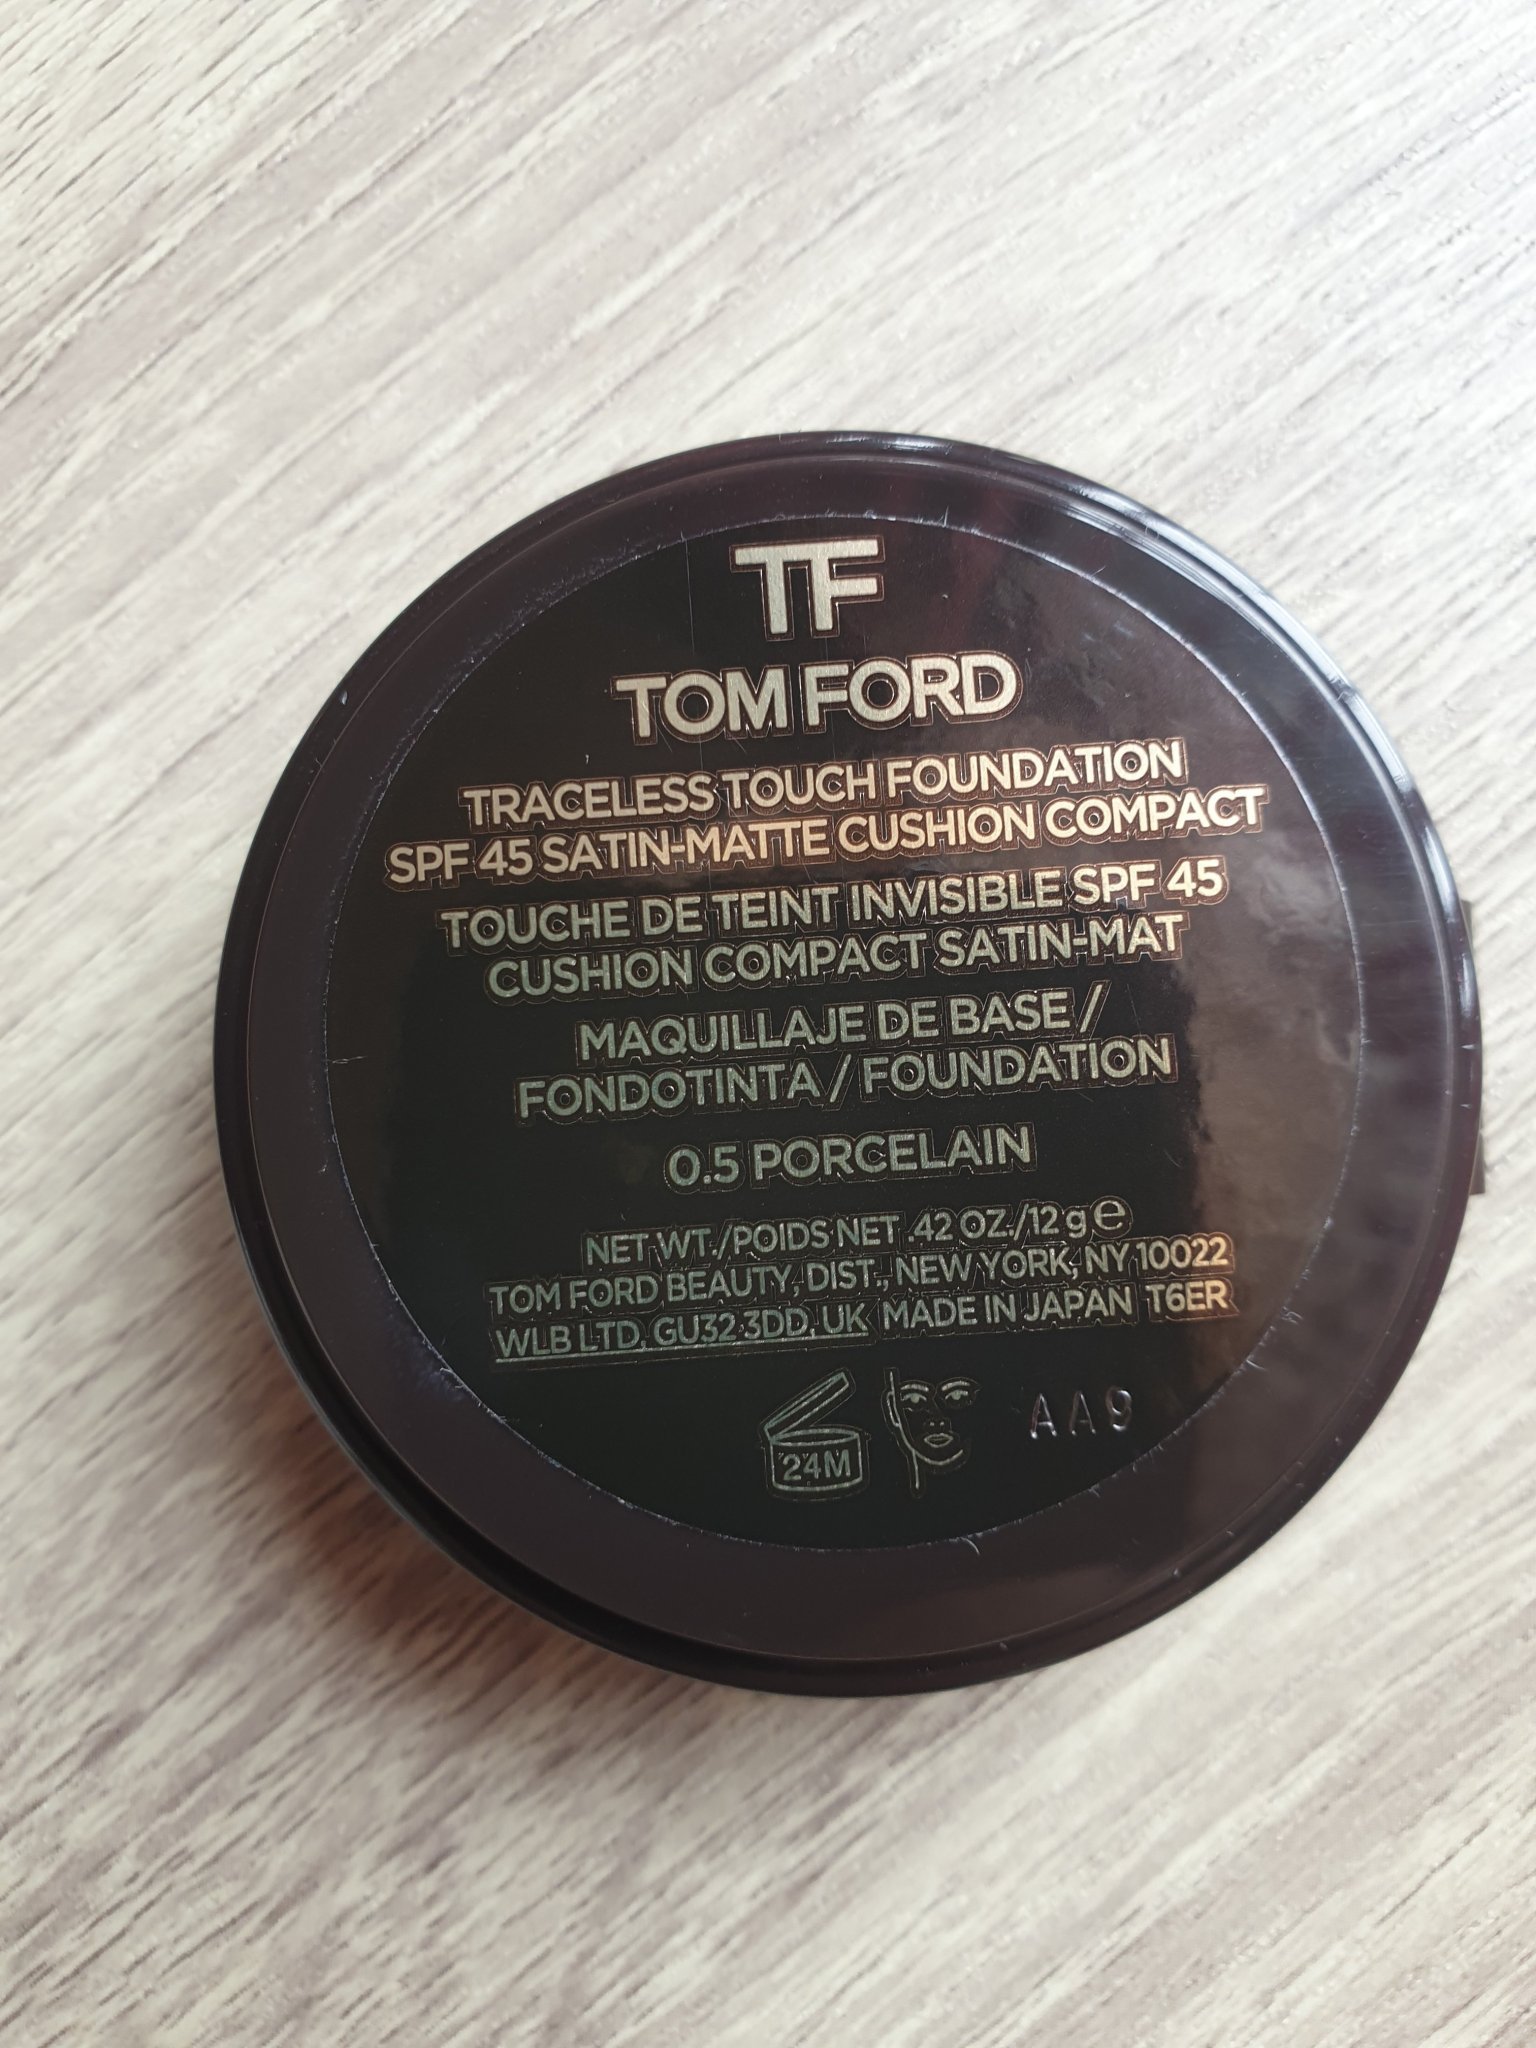 TF
TOM FORD
TRACELESS TOUCH FOUNDATION
SPF 45 SATIN-MATTE CUSHION COMPACT
TOUCHE DE TEINT INVISIBLE SPF 45
CUSHION COMPACT SATIN-MAT
MAQUILLAJE DE BASE /
FONDOTINTA / FOUNDATION
0.5 PORCELAIN
NET WT./POIDS NET .42 OZ./12 g ℮
TOM FORD BEAUTY, DIST., NEW YORK, NY 10022
WLB LTD, GU32 3DD, UK MADE IN JAPAN T6ER
24M
AA9